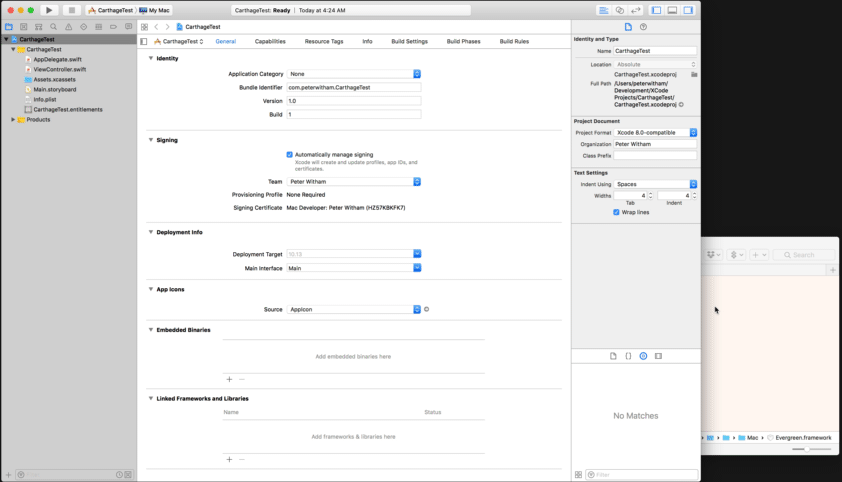 CarthageTest
My Mac
CarthageTest: Ready
Today at 4:24 AM
CarthageTest
CarthageTest
AppDelegate.swift
ViewController.swift
Assets.xcassets
Main.storyboard
Info.plist
CarthageTest.entitlements
Products
CarthageTest
CarthageTest
General
Capabilities
Resource Tags
Info
Build Settings
Build Phases
Build Rules
Identity
Application Category
None
Bundle Identifier
com.peterwitham.CarthageTest
Version
1.0
Build
1
Signing
Automatically manage signing
Xcode will create and update profiles, app IDs, and
certificates.
Team
Peter Witham
Provisioning Profile
None Required
Signing Certificate
Mac Developer: Peter Witham (HZ57KBKFK7)
Deployment Info
Deployment Target
10.13
Main Interface
Main
App Icons
Source
AppIcon
Embedded Binaries
Add embedded binaries here
Linked Frameworks and Libraries
Name
Status
Add frameworks & libraries here
Identity and Type
Name
CarthageTest
Location
Absolute
CarthageTest.xcodeproj
Full Path
/Users/peterwitham/
Development/XCode
Projects/CarthageTest/
CarthageTest.xcodeproj
Project Document
Project Format
Xcode 8.0-compatible
Organization
Peter Witham
Class Prefix
Text Settings
Indent Using
Spaces
Widths
4
4
Tab
Indent
Wrap lines
No Matches
Filter
Search
Mac
Evergreen.framework